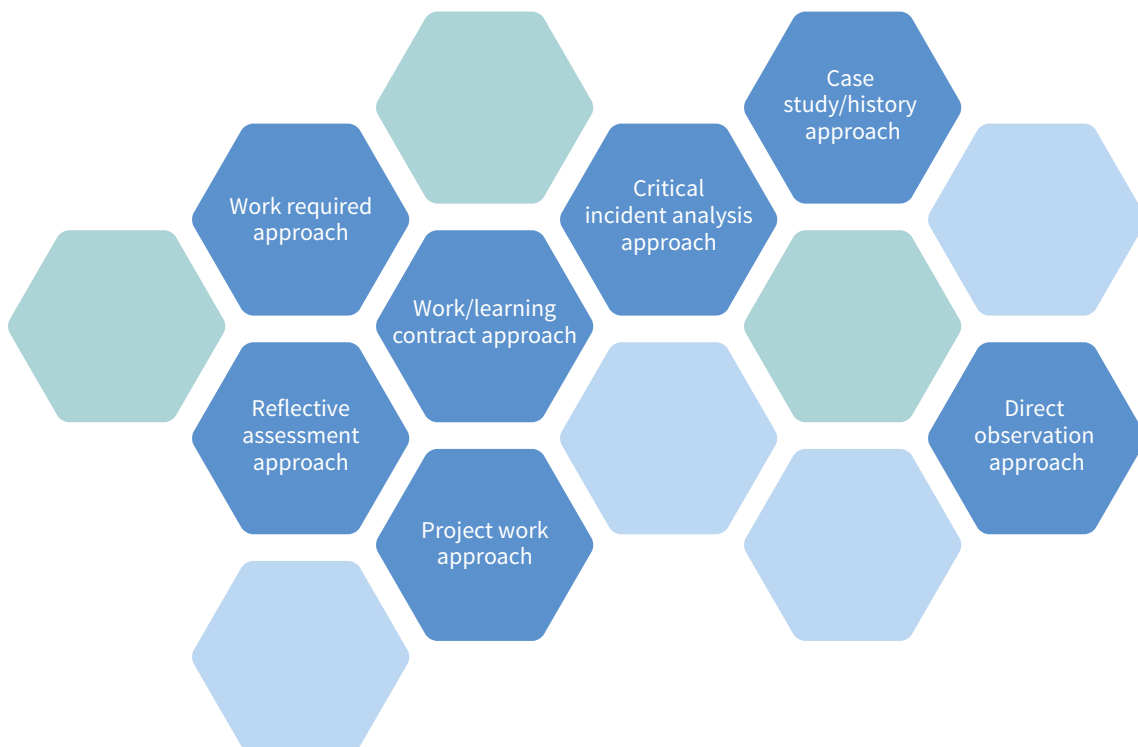 Case
study/history
approach
Work required
approach
Critical
incident analysis
approach
Work/learning
contract approach
Reflective
assessment
approach
Direct
observation
approach
Project work
approach